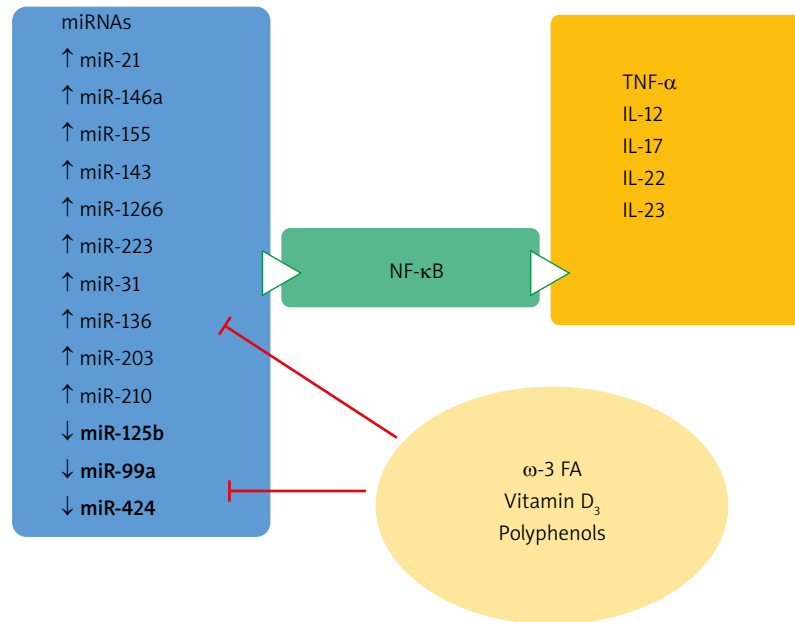 miRNAs
↑ miR-21
↑ miR-146a
↑ miR-155
↑ miR-143
↑ miR-1266
↑ miR-223
↑ miR-31
↑ miR-136
↑ miR-203
↑ miR-210
↓ miR-125b
↓ miR-99a
↓ miR-424
NF-κB
TNF-α
IL-12
IL-17
IL-22
IL-23
ω-3 FA
Vitamin D₃
Polyphenols